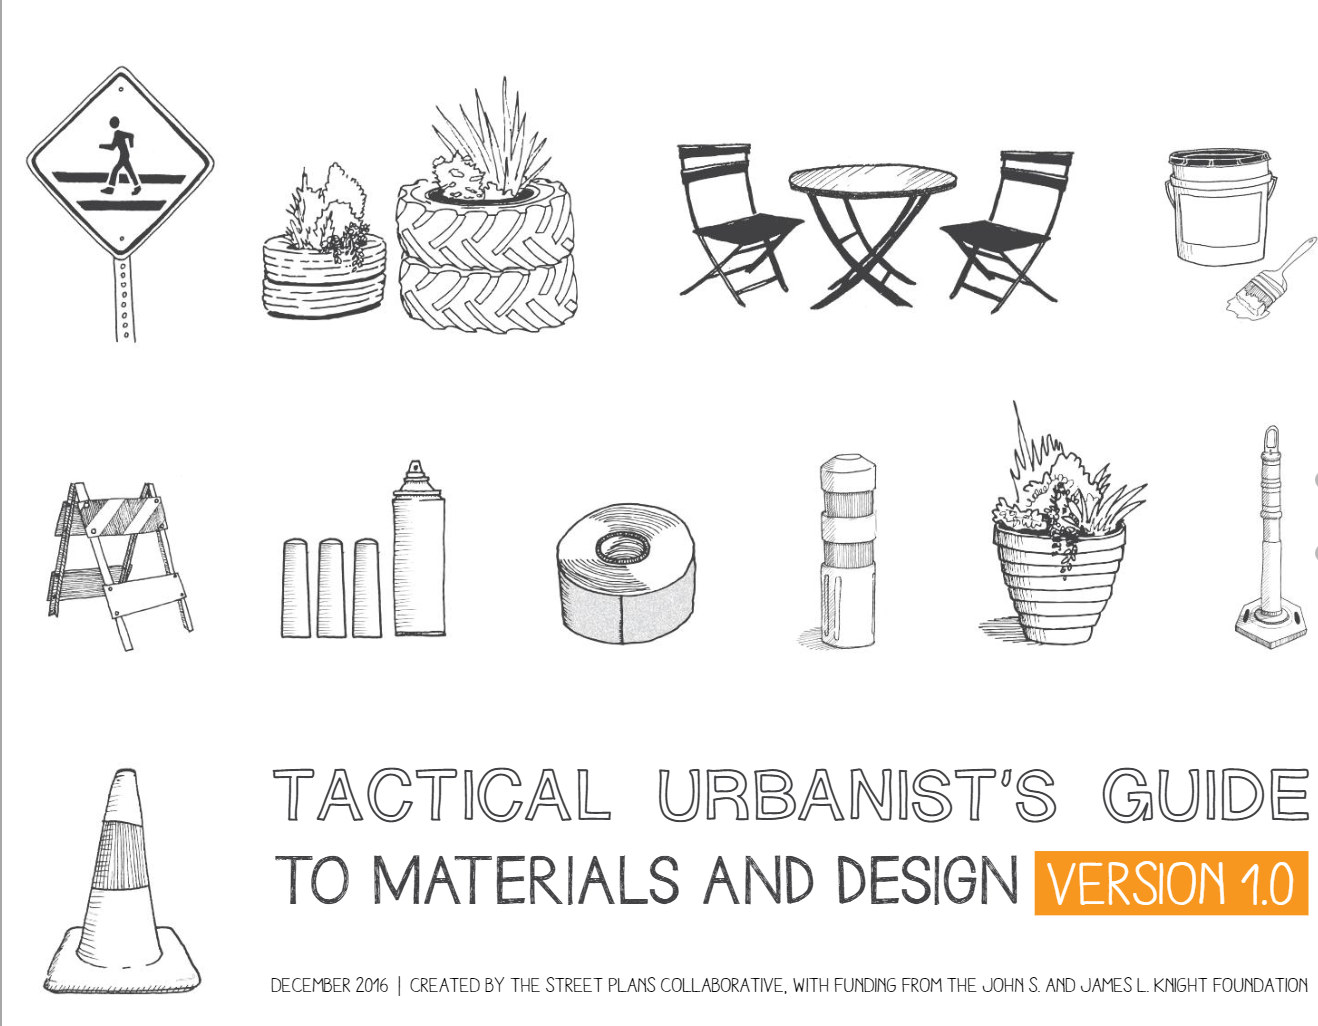 TACTICAL URBANIST'S GUIDE
TO MATERIALS AND DESIGN VERSION 1.0
DECEMBER 2016 | CREATED BY THE STREET PLANS COLLABORATIVE, WITH FUNDING FROM THE JOHN S. AND JAMES L. KNIGHT FOUNDATION